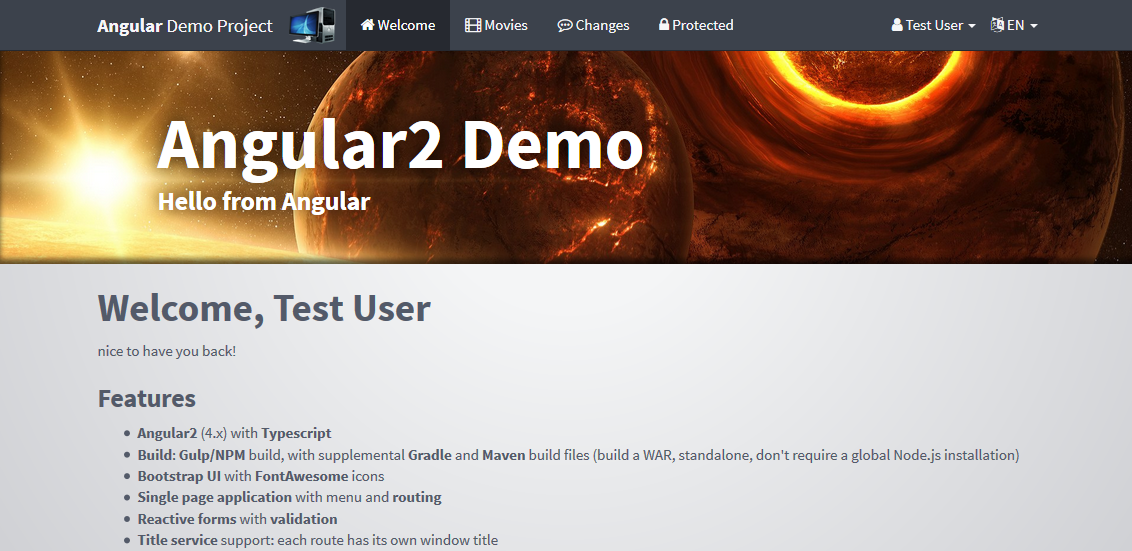 Angular Demo Project Welcome Movies Changes Protected Test User EN
Angular2 Demo
Hello from Angular
Welcome, Test User
nice to have you back!
Features
Angular2 (4.x) with Typescript
Build: Gulp/NPM build, with supplemental Gradle and Maven build files (build a WAR, standalone, don't require a global Node.js installation)
Bootstrap UI with FontAwesome icons
Single page application with menu and routing
Reactive forms with validation
Title service support: each route has its own window title